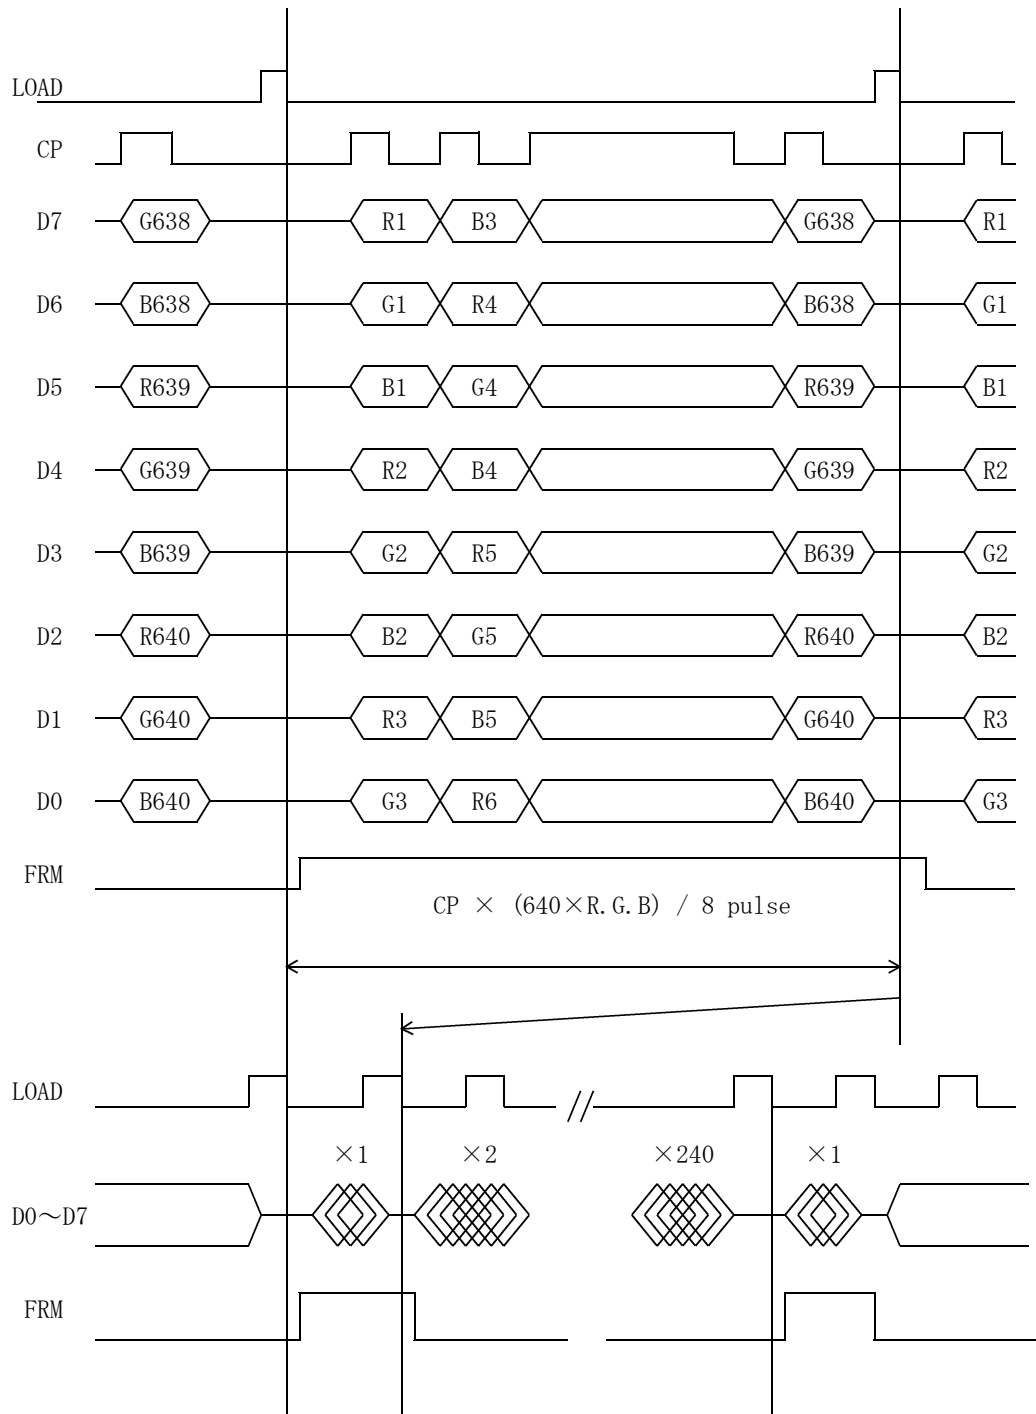 LOAD
CP
D7 G638 R1 B3 G638 R1
D6 B638 G1 R4 B638 G1
D5 R639 B1 G4 R639 B1
D4 G639 R2 B4 G639 R2
D3 B639 G2 R5 B639 G2
D2 R640 B2 G5 R640 B2
D1 G640 R3 B5 G640 R3
D0 B640 G3 R6 B640 G3
FRM
CP × (640×R.G.B) / 8 pulse
LOAD
×1 ×2 ×240 ×1
D0～D7
FRM